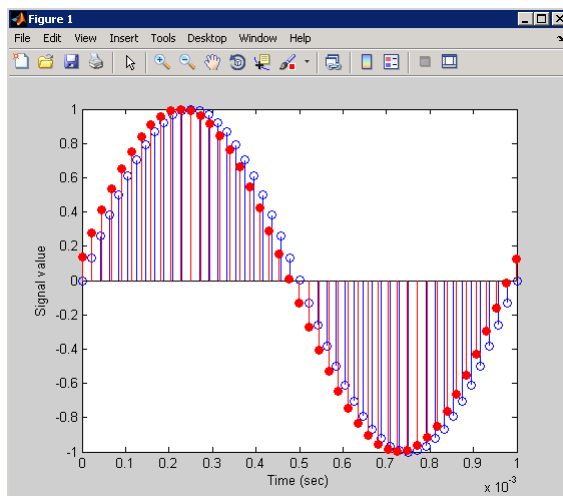 Figure 1
File Edit View Insert Tools Desktop Window Help
1
0.8
0.6
0.4
0.2
0
-0.2
-0.4
-0.6
-0.8
-1
Signal value
0 0.1 0.2 0.3 0.4 0.5 0.6 0.7 0.8 0.9 1
Time (sec)
x 10^-3